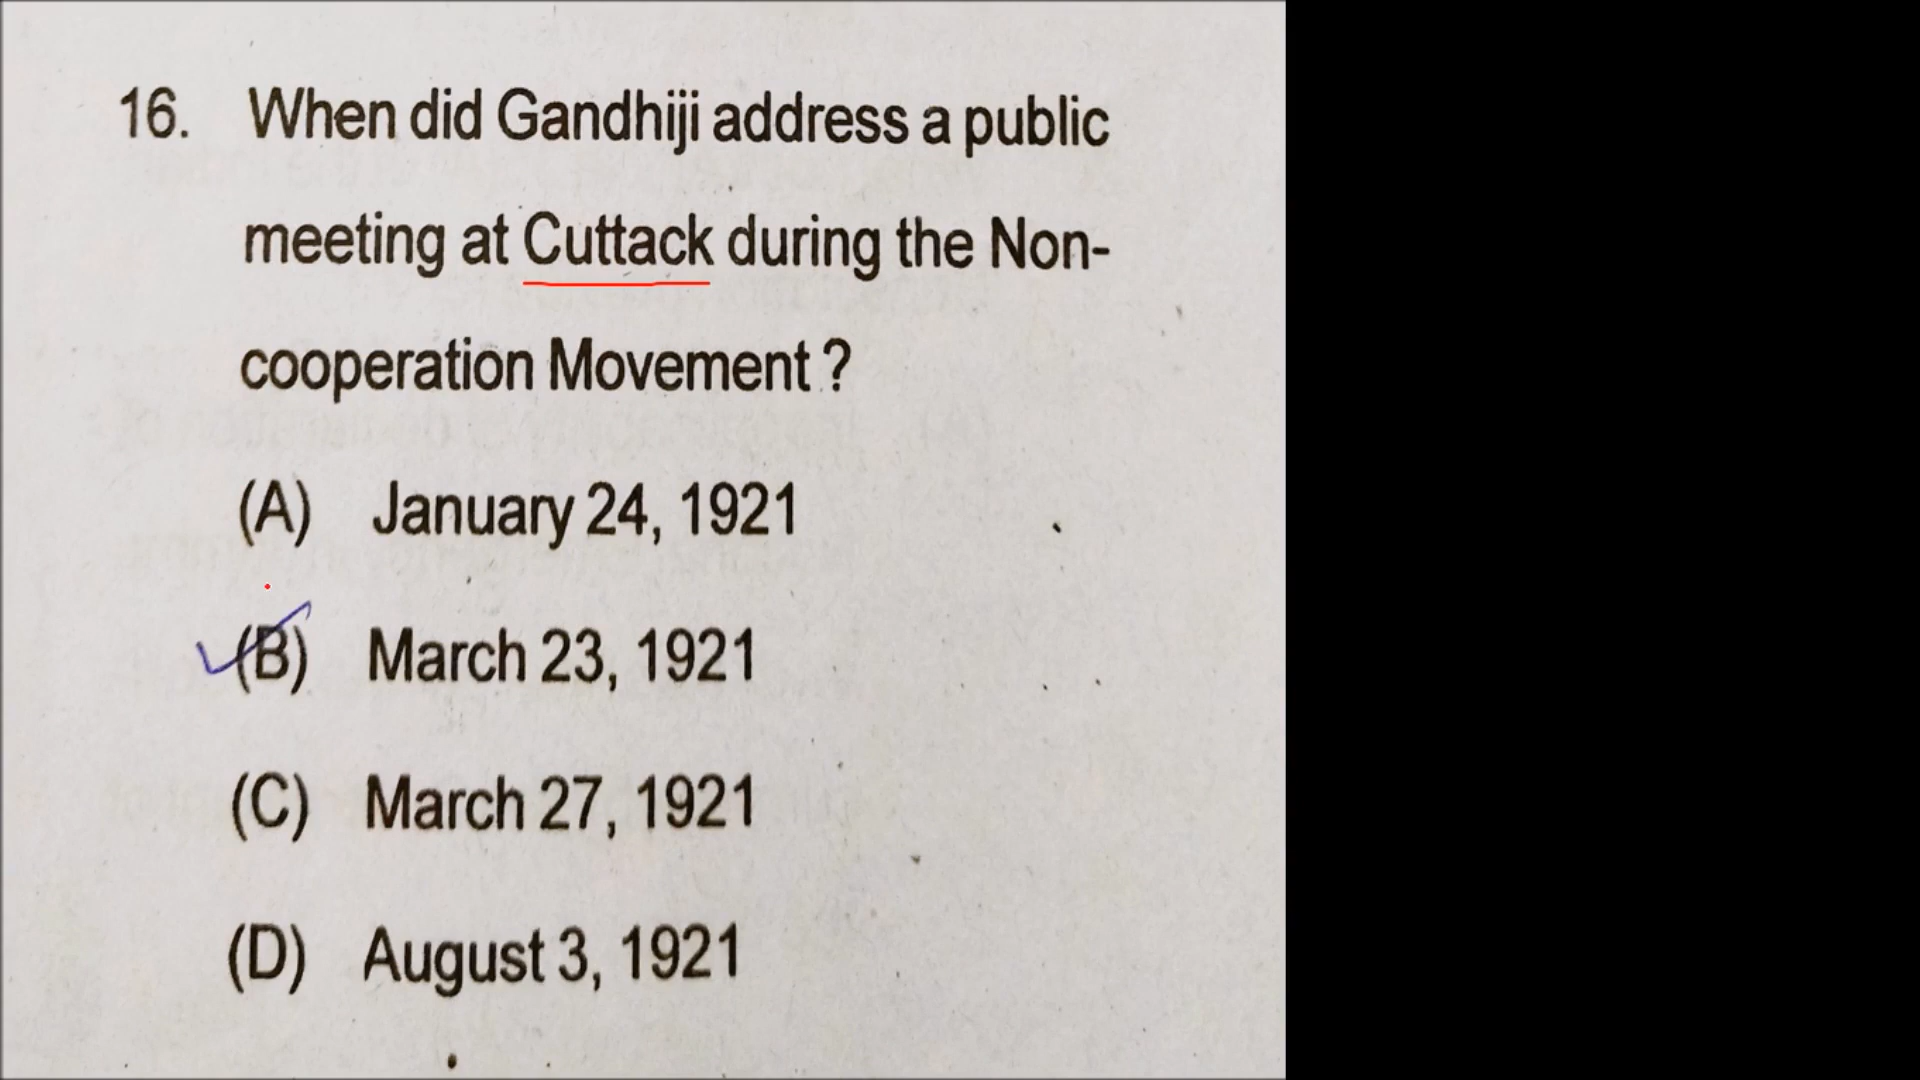 16. When did Gandhiji address a public
meeting at Cuttack during the Non-
cooperation Movement ?
(A) January 24, 1921
(B) March 23, 1921
(C) March 27, 1921
(D) August 3, 1921